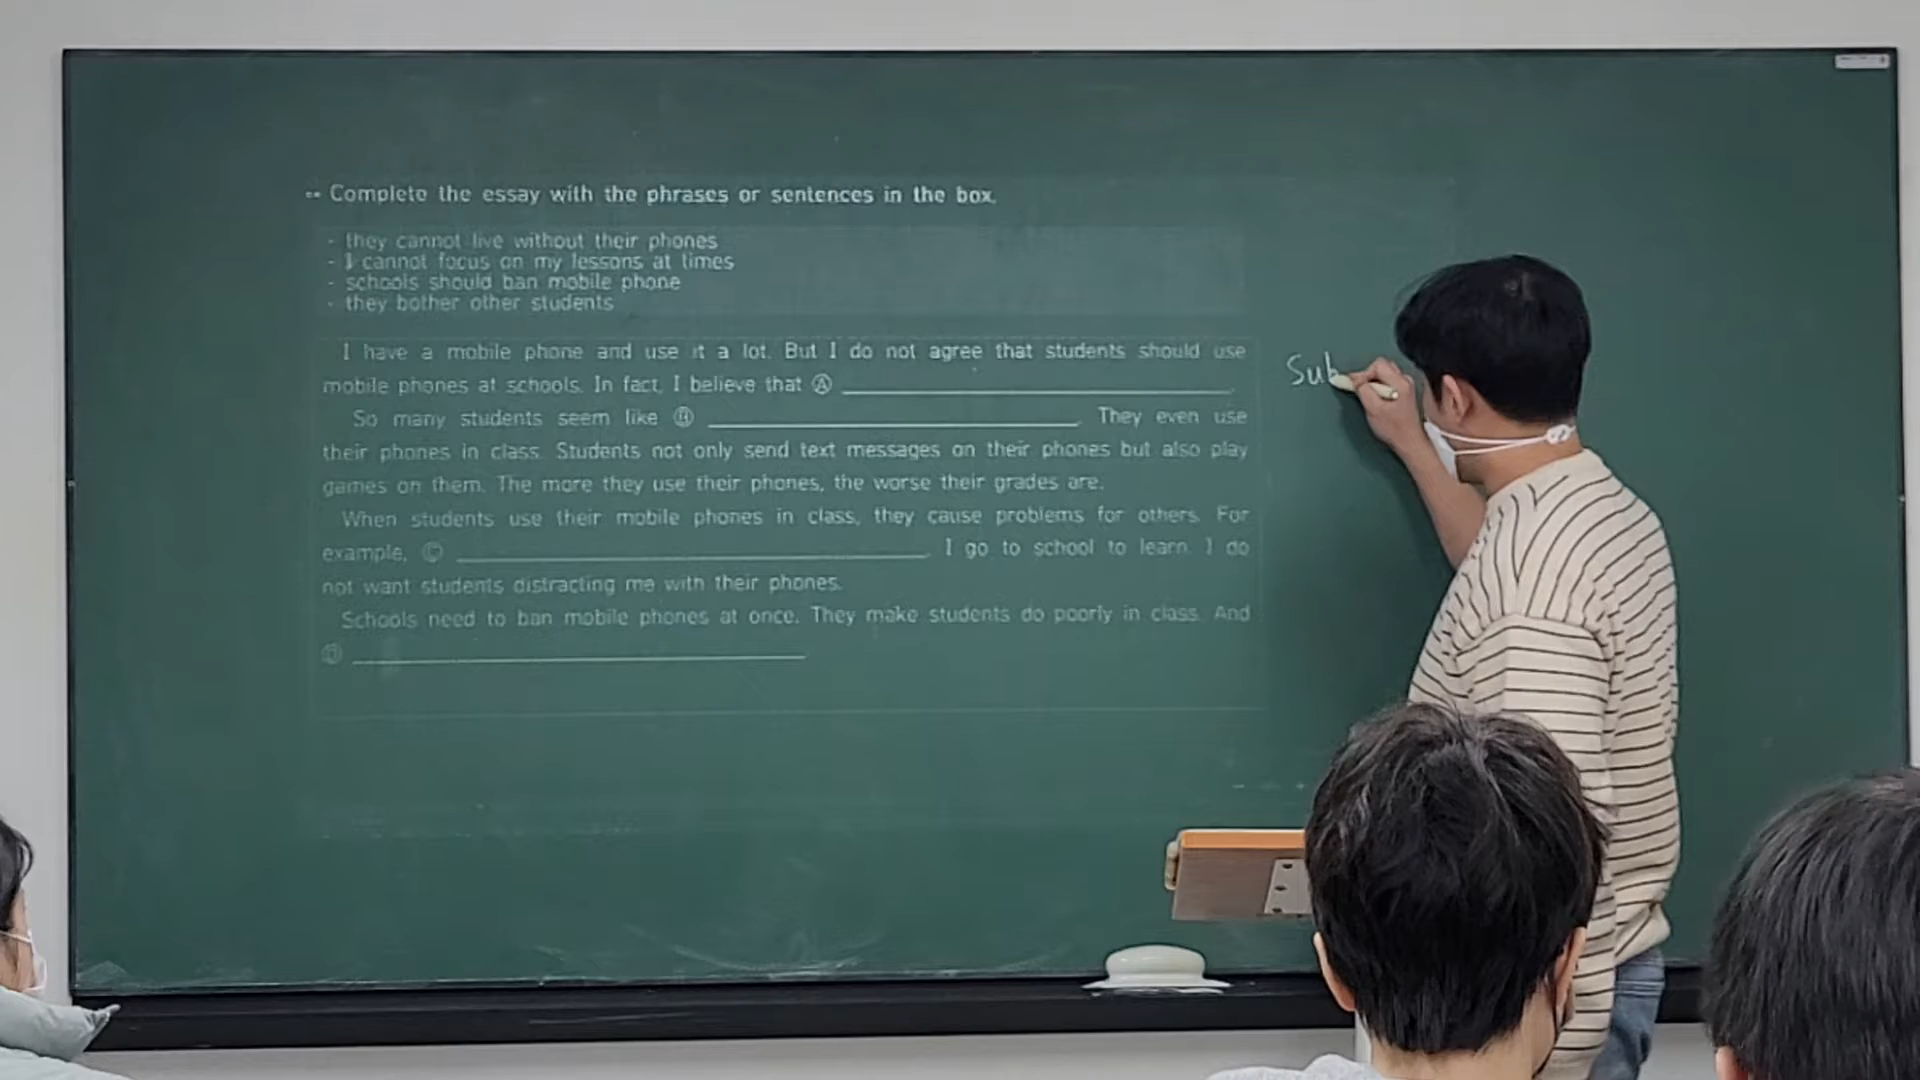 -- Complete the essay with the phrases or sentences in the box.
- they cannot live without their phones
- I cannot focus on my lessons at times
- schools should ban mobile phone
- they bother other students
I have a mobile phone and use it a lot. But I do not agree that students should use
mobile phones at schools. In fact, I believe that Ⓐ ____________.
So many students seem like Ⓑ ____________. They even use
their phones in class. Students not only send text messages on their phones but also play
games on them. The more they use their phones, the worse their grades are.
When students use their mobile phones in class, they cause problems for others. For
example, Ⓒ ____________. I go to school to learn. I do
not want students distracting me with their phones.
Schools need to ban mobile phones at once. They make students do poorly in class. And
Ⓓ ____________
Sub